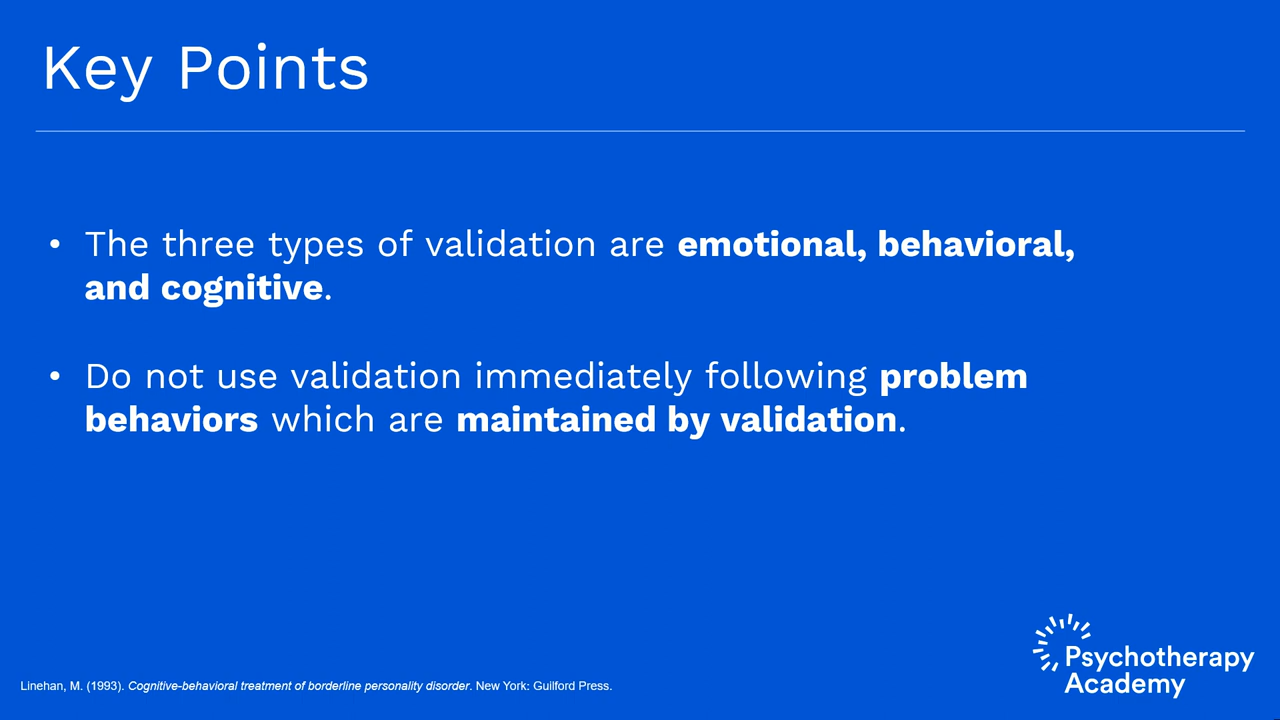 Key Points
• The three types of validation are emotional, behavioral,
and cognitive.
• Do not use validation immediately following problem
behaviors which are maintained by validation.
Linehan, M. (1993). Cognitive-behavioral treatment of borderline personality disorder. New York: Guilford Press.
Psychotherapy
Academy